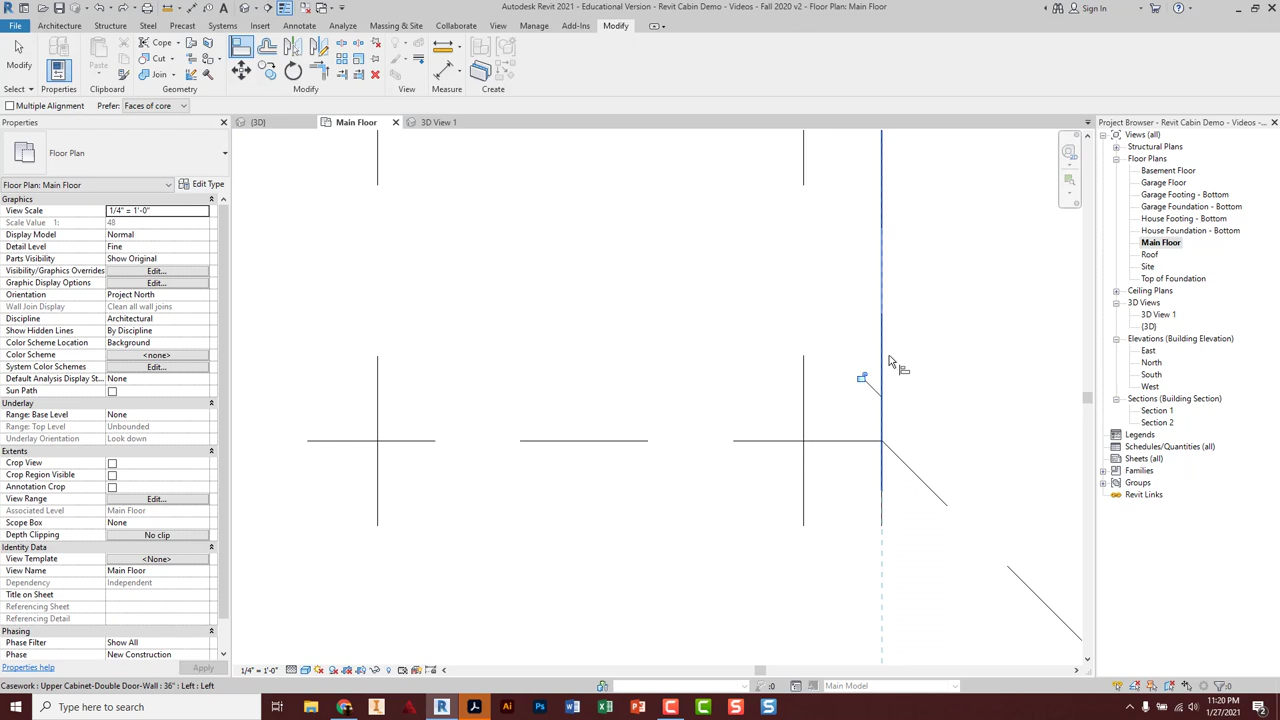 Autodesk Revit 2021 - Educational Version - Revit Cabin Demo - Videos - Fall 2020 v2 - Floor Plan: Main Floor
Sign In
File Architecture Structure Steel Precast Systems Insert Annotate Analyze Massing & Site Collaborate View Manage Add-Ins Modify
Modify
Paste
Cope
Cut
Join
Select Properties Clipboard Geometry Modify View Measure Create
Multiple Alignment Prefer: Faces of core
Properties
{3D} Main Floor 3D View 1
Project Browser - Revit Cabin Demo - Videos - ...
Floor Plan
Floor Plan: Main Floor Edit Type
Graphics
View Scale 1/4" = 1'-0"
Scale Value 1: 48
Display Model Normal
Detail Level Fine
Parts Visibility Show Original
Visibility/Graphics Overrides Edit...
Graphic Display Options Edit...
Orientation Project North
Wall Join Display Clean all wall joins
Discipline Architectural
Show Hidden Lines By Discipline
Color Scheme Location Background
Color Scheme <none>
System Color Schemes Edit...
Default Analysis Display St... None
Sun Path
Underlay
Range: Base Level None
Range: Top Level Unbounded
Underlay Orientation Look down
Extents
Crop View
Crop Region Visible
Annotation Crop
View Range Edit...
Associated Level Main Floor
Scope Box None
Depth Clipping No clip
Identity Data
View Template <None>
View Name Main Floor
Dependency Independent
Title on Sheet
Referencing Sheet
Referencing Detail
Phasing
Phase Filter Show All
Phase New Construction
Properties help Apply
Views (all)
Structural Plans
Floor Plans
Basement Floor
Garage Floor
Garage Footing - Bottom
Garage Foundation - Bottom
House Footing - Bottom
House Foundation - Bottom
Main Floor
Roof
Site
Top of Foundation
Ceiling Plans
3D Views
3D View 1
{3D}
Elevations (Building Elevation)
East
North
South
West
Sections (Building Section)
Section 1
Section 2
Legends
Schedules/Quantities (all)
Sheets (all)
Families
Groups
Revit Links
1/4" = 1'-0"
Casework : Upper Cabinet-Double Door-Wall : 36" : Left : Left
:0
Main Model
:0
Type here to search
11:20 PM
1/27/2021